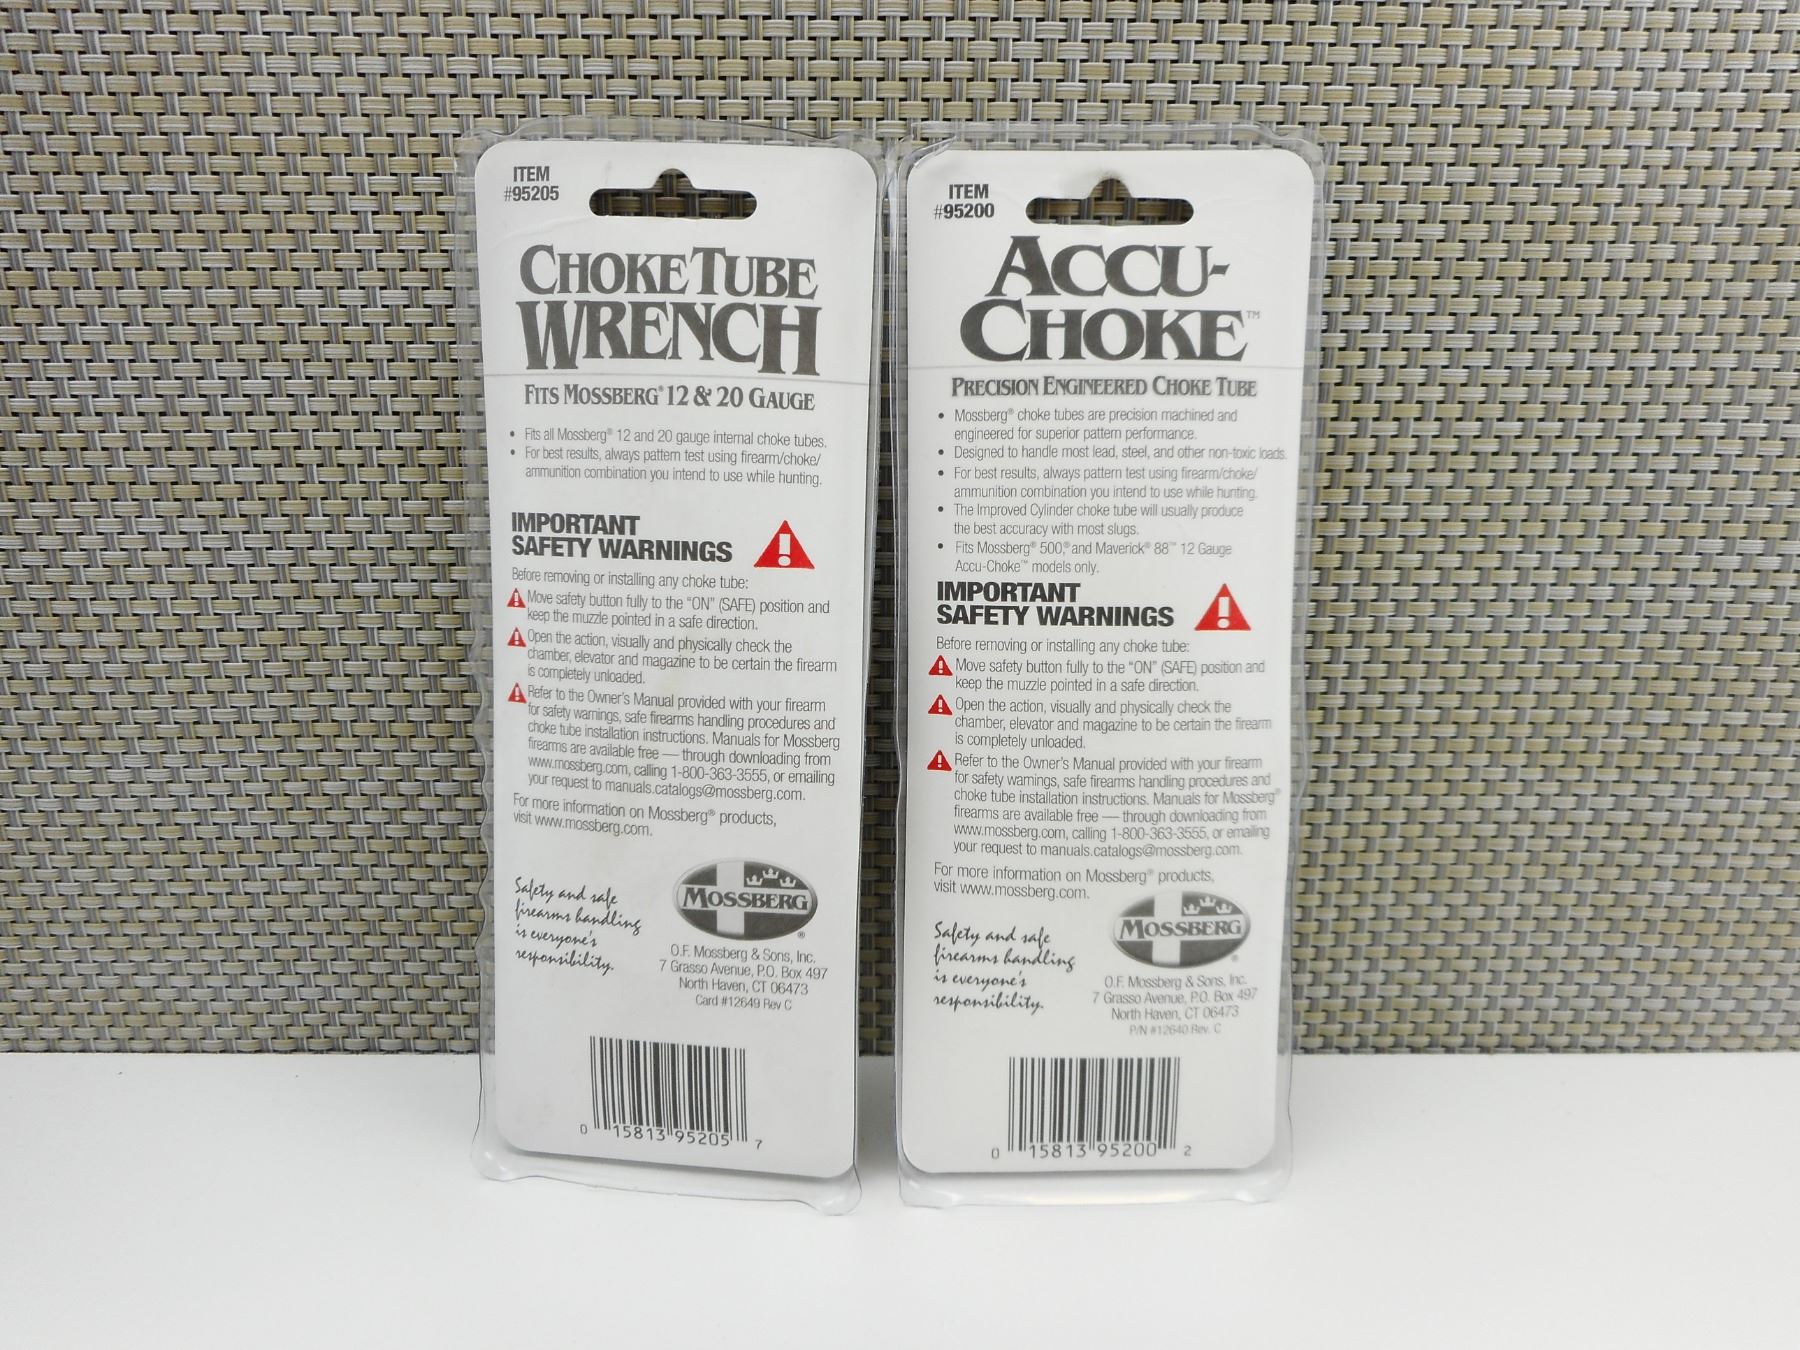 ITEM
#95205
CHOKE TUBE
WRENCH
FITS MOSSBERG® 12 & 20 GAUGE
• Fits all Mossberg® 12 and 20 gauge internal choke tubes.
• For best results, always pattern test using firearm/choke/
ammunition combination you intend to use while hunting.
IMPORTANT
SAFETY WARNINGS
Before removing or installing any choke tube:
Move safety button fully to the “ON” (SAFE) position and
keep the muzzle pointed in a safe direction.
Open the action, visually and physically check the
chamber, elevator and magazine to be certain the firearm
is completely unloaded.
Refer to the Owner's Manual provided with your firearm
for safety warnings, safe firearms handling procedures and
choke tube installation instructions. Manuals for Mossberg
firearms are available free — through downloading from
www.mossberg.com, calling 1-800-363-3555, or emailing
your request to manuals.catalogs@mossberg.com.
For more information on Mossberg® products,
visit www.mossberg.com.
Safety and safe
firearms handling
is everyone's
responsibility.
MOSSBERG®
O.F. Mossberg & Sons, Inc.
7 Grasso Avenue, P.O. Box 497
North Haven, CT 06473
Card #12649 Rev C
0 15813 95205 7
ITEM
#95200
ACCU-
CHOKE™
PRECISION ENGINEERED CHOKE TUBE
• Mossberg® choke tubes are precision machined and
engineered for superior pattern performance.
• Designed to handle most lead, steel, and other non-toxic loads.
• For best results, always pattern test using firearm/choke/
ammunition combination you intend to use while hunting.
• The Improved Cylinder choke tube will usually produce
the best accuracy with most slugs.
• Fits Mossberg® 500,® and Maverick® 88™ 12 Gauge
Accu-Choke™ models only.
IMPORTANT
SAFETY WARNINGS
Before removing or installing any choke tube:
Move safety button fully to the “ON” (SAFE) position and
keep the muzzle pointed in a safe direction.
Open the action, visually and physically check the
chamber, elevator and magazine to be certain the firearm
is completely unloaded.
Refer to the Owner's Manual provided with your firearm
for safety warnings, safe firearms handling procedures and
choke tube installation instructions. Manuals for Mossberg®
firearms are available free — through downloading from
www.mossberg.com, calling 1-800-363-3555, or emailing
your request to manuals.catalogs@mossberg.com.
For more information on Mossberg® products,
visit www.mossberg.com.
Safety and safe
firearms handling
is everyone's
responsibility.
MOSSBERG®
O.F. Mossberg & Sons, Inc.
7 Grasso Avenue, P.O. Box 497
North Haven, CT 06473
P/N #12640 Rev. C
0 15813 95200 2